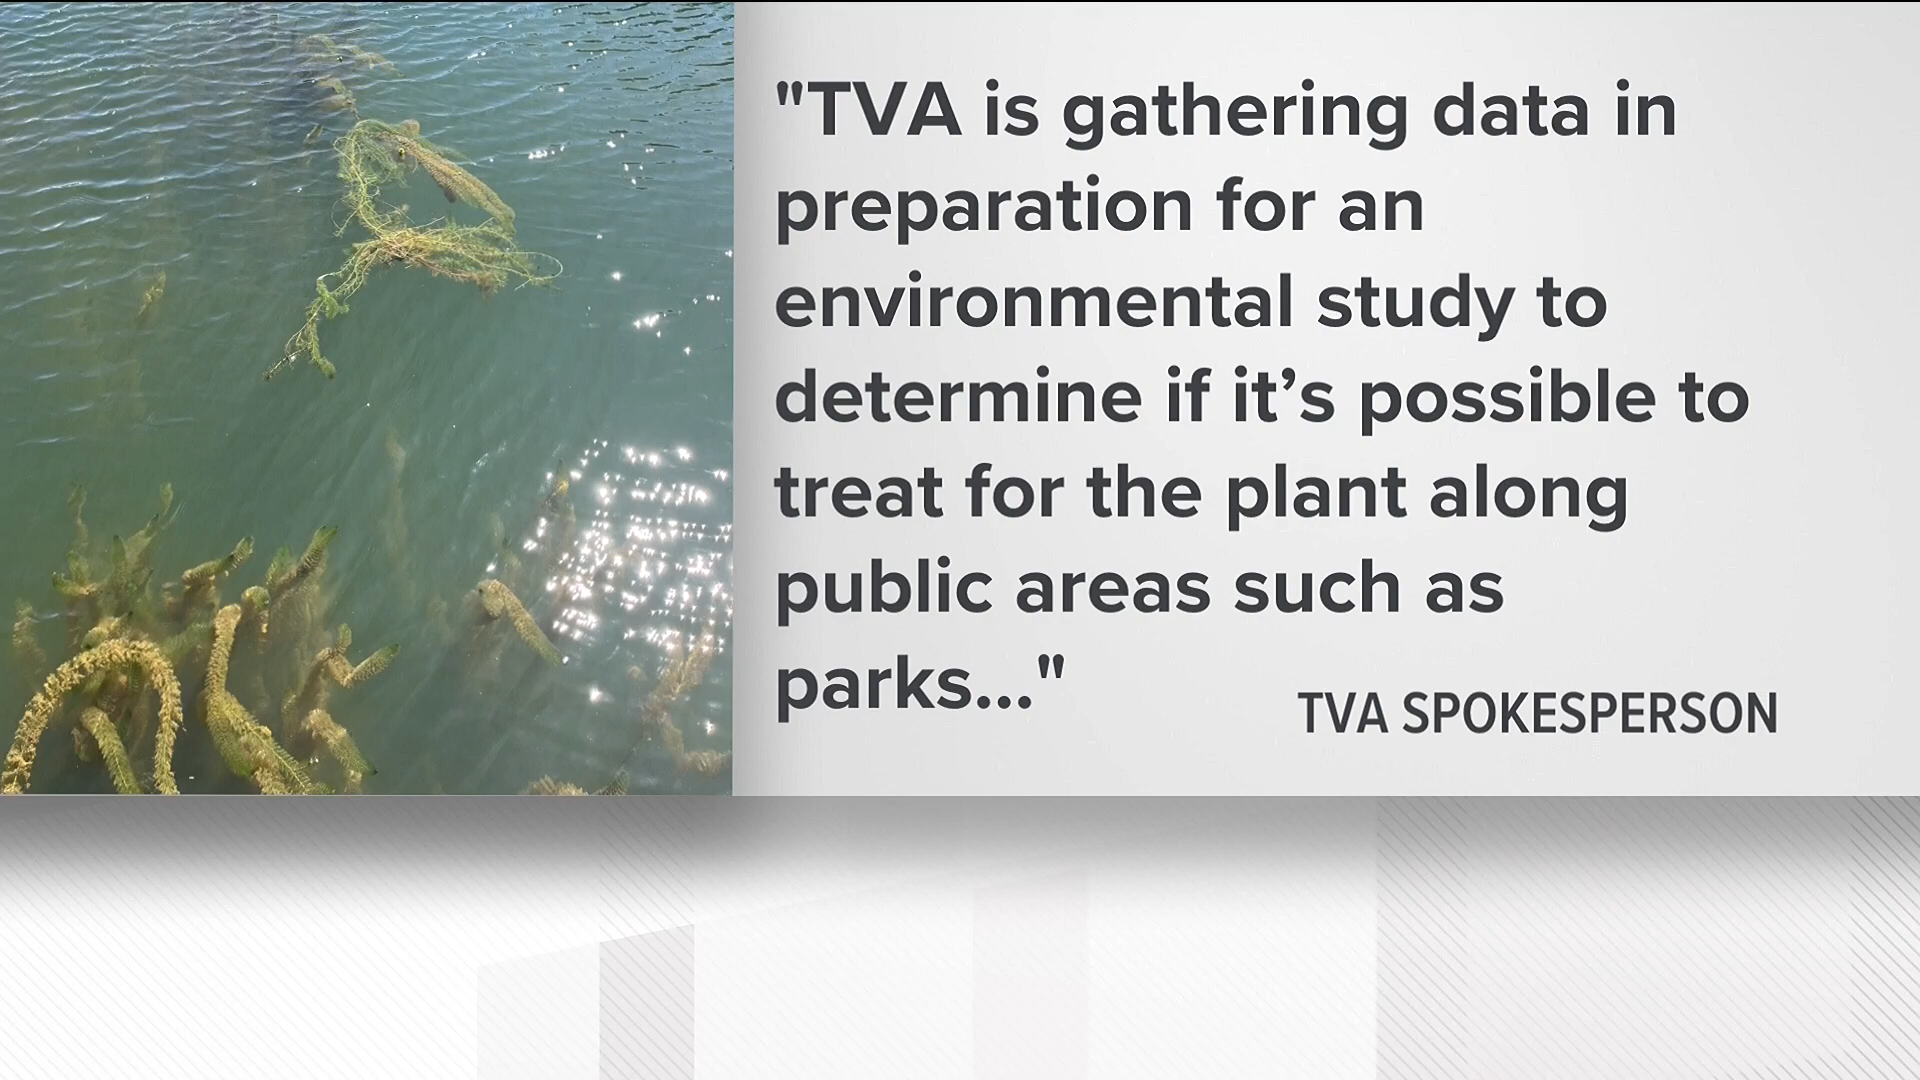 "TVA is gathering data in
preparation for an
environmental study to
determine if it’s possible to
treat for the plant along
public areas such as
parks..."
TVA SPOKESPERSON